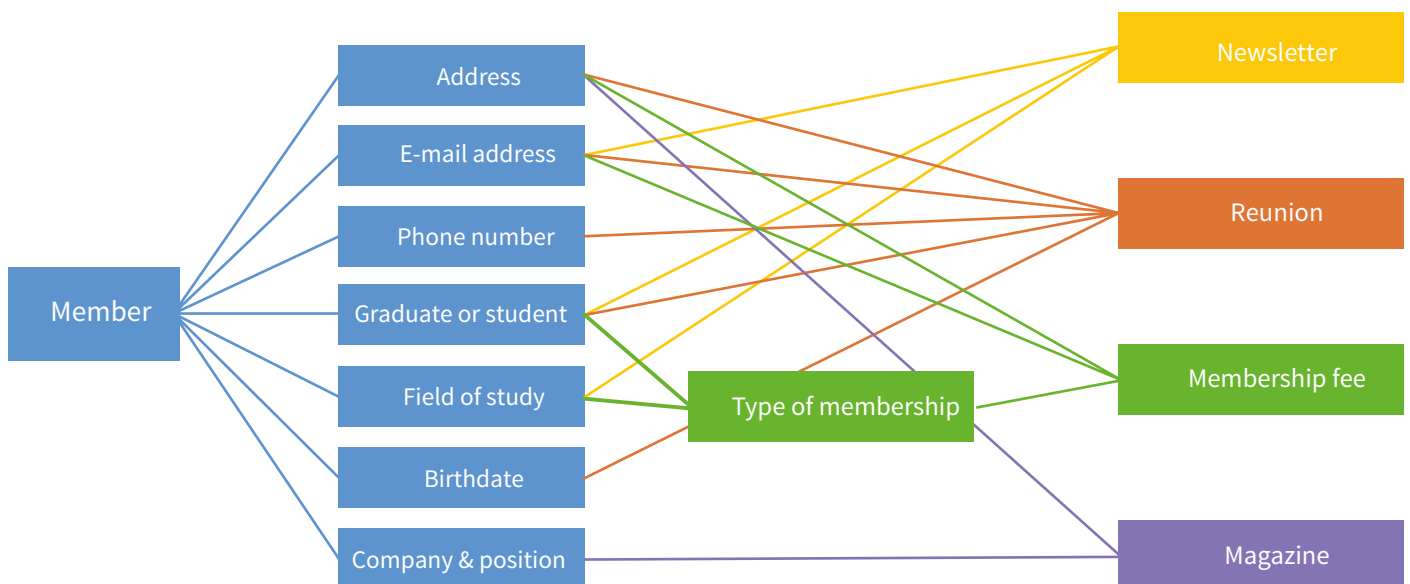 Member
Address
E-mail address
Phone number
Graduate or student
Field of study
Birthdate
Company & position
Type of membership
Newsletter
Reunion
Membership fee
Magazine